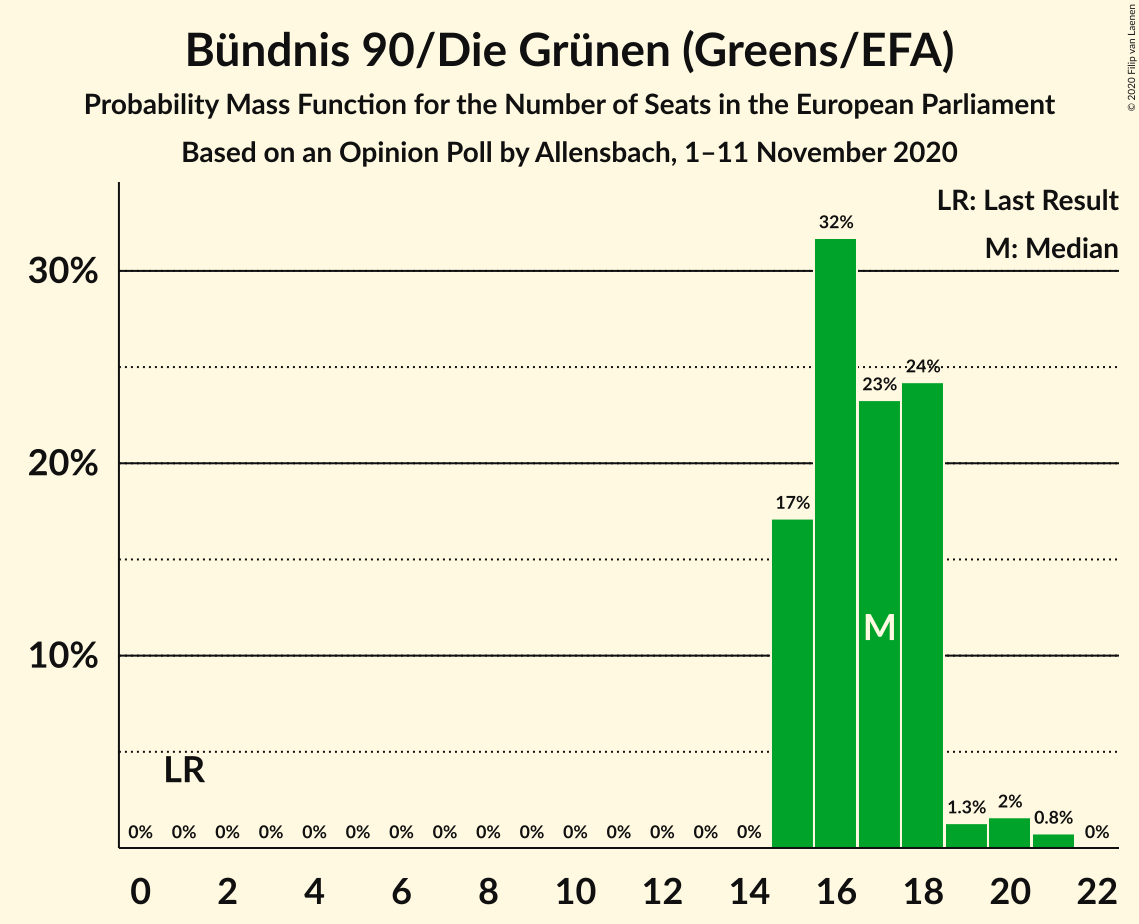 Bündnis 90/Die Grünen (Greens/EFA)
Probability Mass Function for the Number of Seats in the European Parliament
Based on an Opinion Poll by Allensbach, 1–11 November 2020
© 2020 Filip van Laenen
LR: Last Result
M: Median
30%
20%
10%
32%
24%
23%
17%
M
LR
0% 0% 0% 0% 0% 0% 0% 0% 0% 0% 0% 0% 0% 0% 0% 1.3% 2% 0.8% 0%
0 2 4 6 8 10 12 14 16 18 20 22